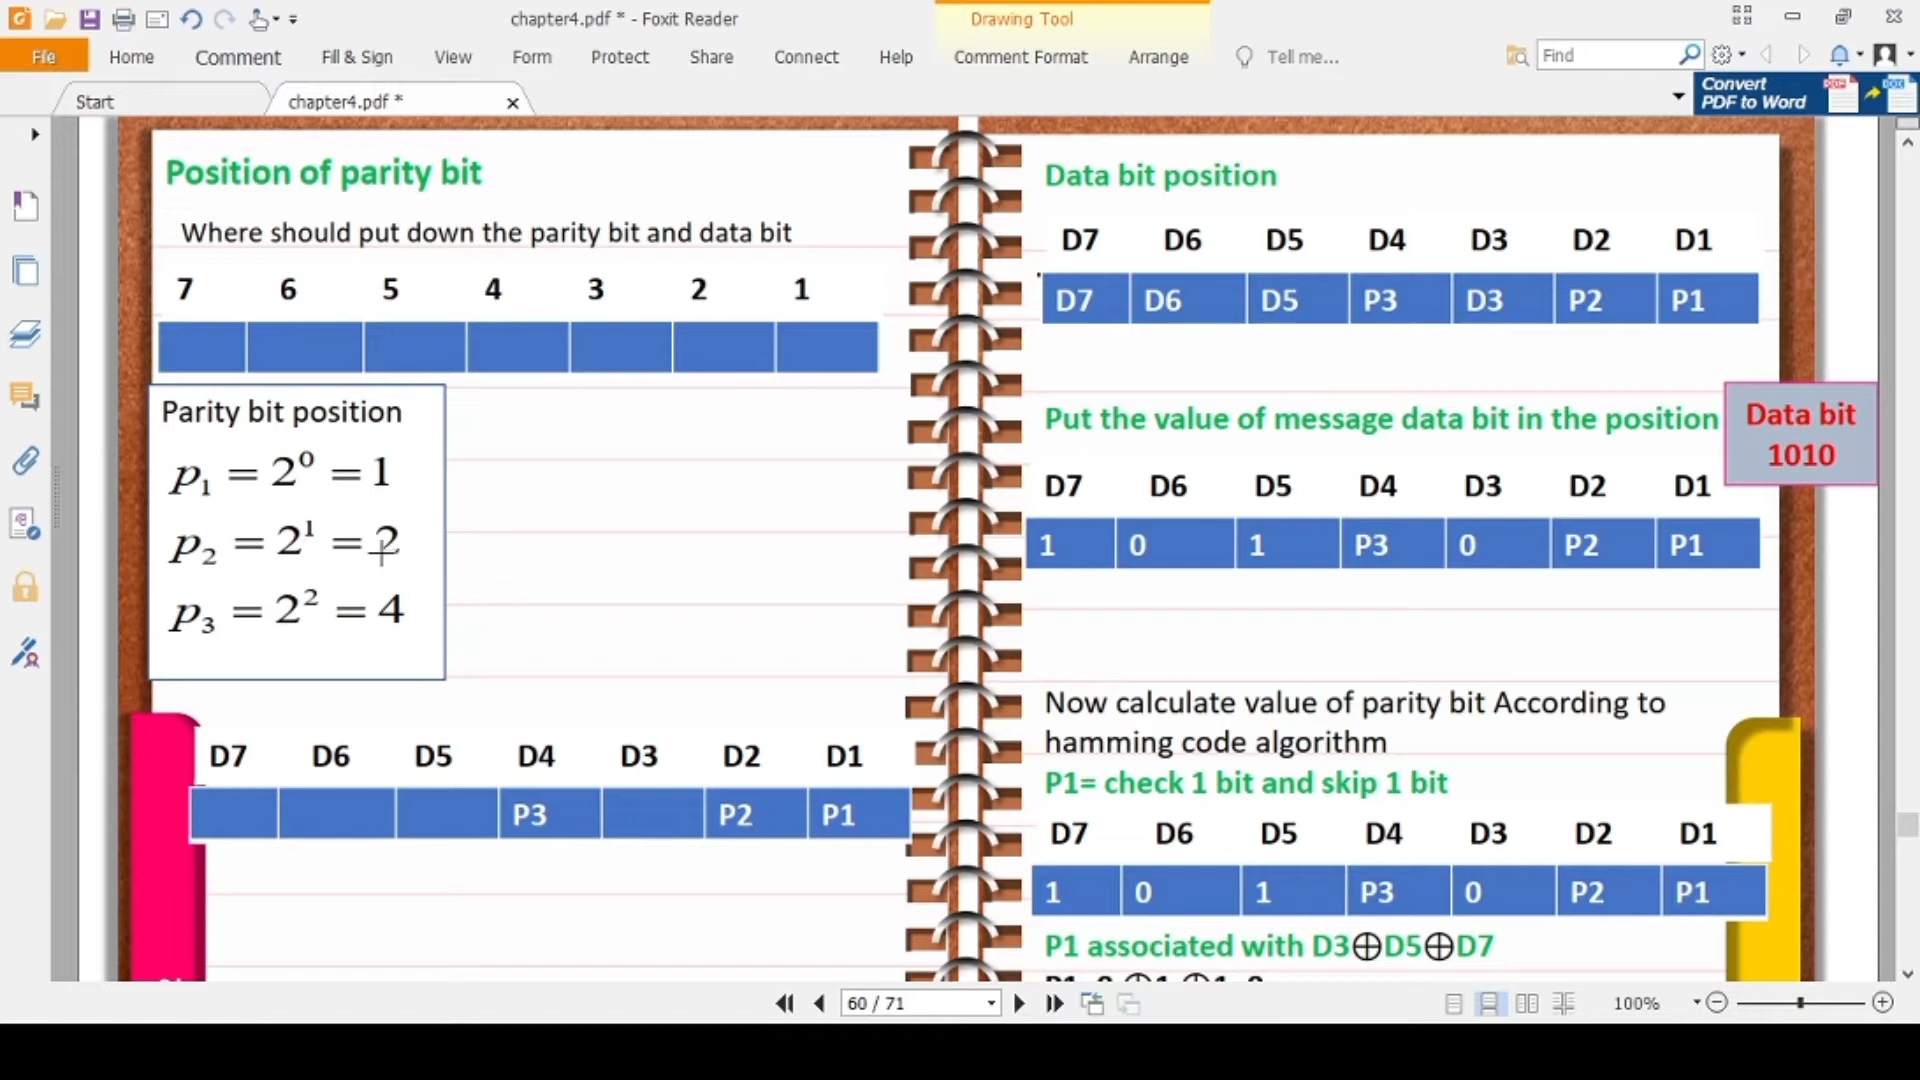 chapter4.pdf * - Foxit Reader
Drawing Tool
File
Home
Comment
Fill & Sign
View
Form
Protect
Share
Connect
Help
Comment Format
Arrange
Tell me...
Find
Start
chapter4.pdf *
Convert
PDF to Word
Position of parity bit
Where should put down the parity bit and data bit
7 6 5 4 3 2 1
Parity bit position
p₁ = 2⁰ = 1
p₂ = 2¹ = 2
p₃ = 2² = 4
D7 D6 D5 D4 D3 D2 D1
P3 P2 P1
Data bit position
D7 D6 D5 D4 D3 D2 D1
D7 D6 D5 P3 D3 P2 P1
Put the value of message data bit in the position
Data bit
1010
D7 D6 D5 D4 D3 D2 D1
1 0 1 P3 0 P2 P1
Now calculate value of parity bit According to
hamming code algorithm
P1= check 1 bit and skip 1 bit
D7 D6 D5 D4 D3 D2 D1
1 0 1 P3 0 P2 P1
P1 associated with D3⊕D5⊕D7
60 / 71
100%